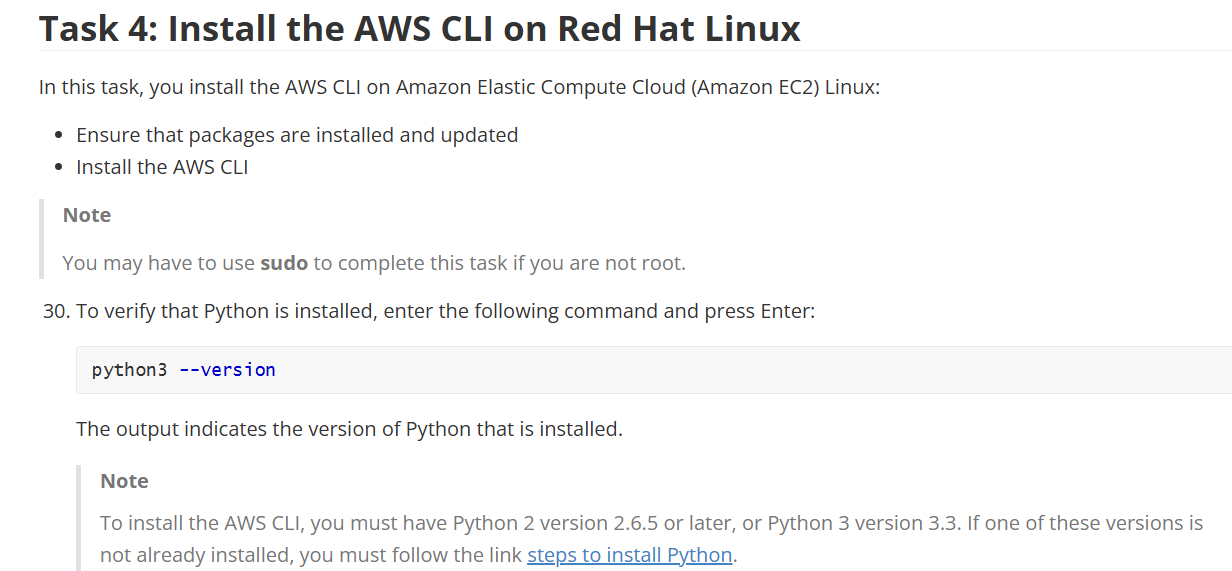 Task 4: Install the AWS CLI on Red Hat Linux
In this task, you install the AWS CLI on Amazon Elastic Compute Cloud (Amazon EC2) Linux:
• Ensure that packages are installed and updated
• Install the AWS CLI
Note
You may have to use sudo to complete this task if you are not root.
30. To verify that Python is installed, enter the following command and press Enter:
python3 --version
The output indicates the version of Python that is installed.
Note
To install the AWS CLI, you must have Python 2 version 2.6.5 or later, or Python 3 version 3.3. If one of these versions is
not already installed, you must follow the link steps to install Python.